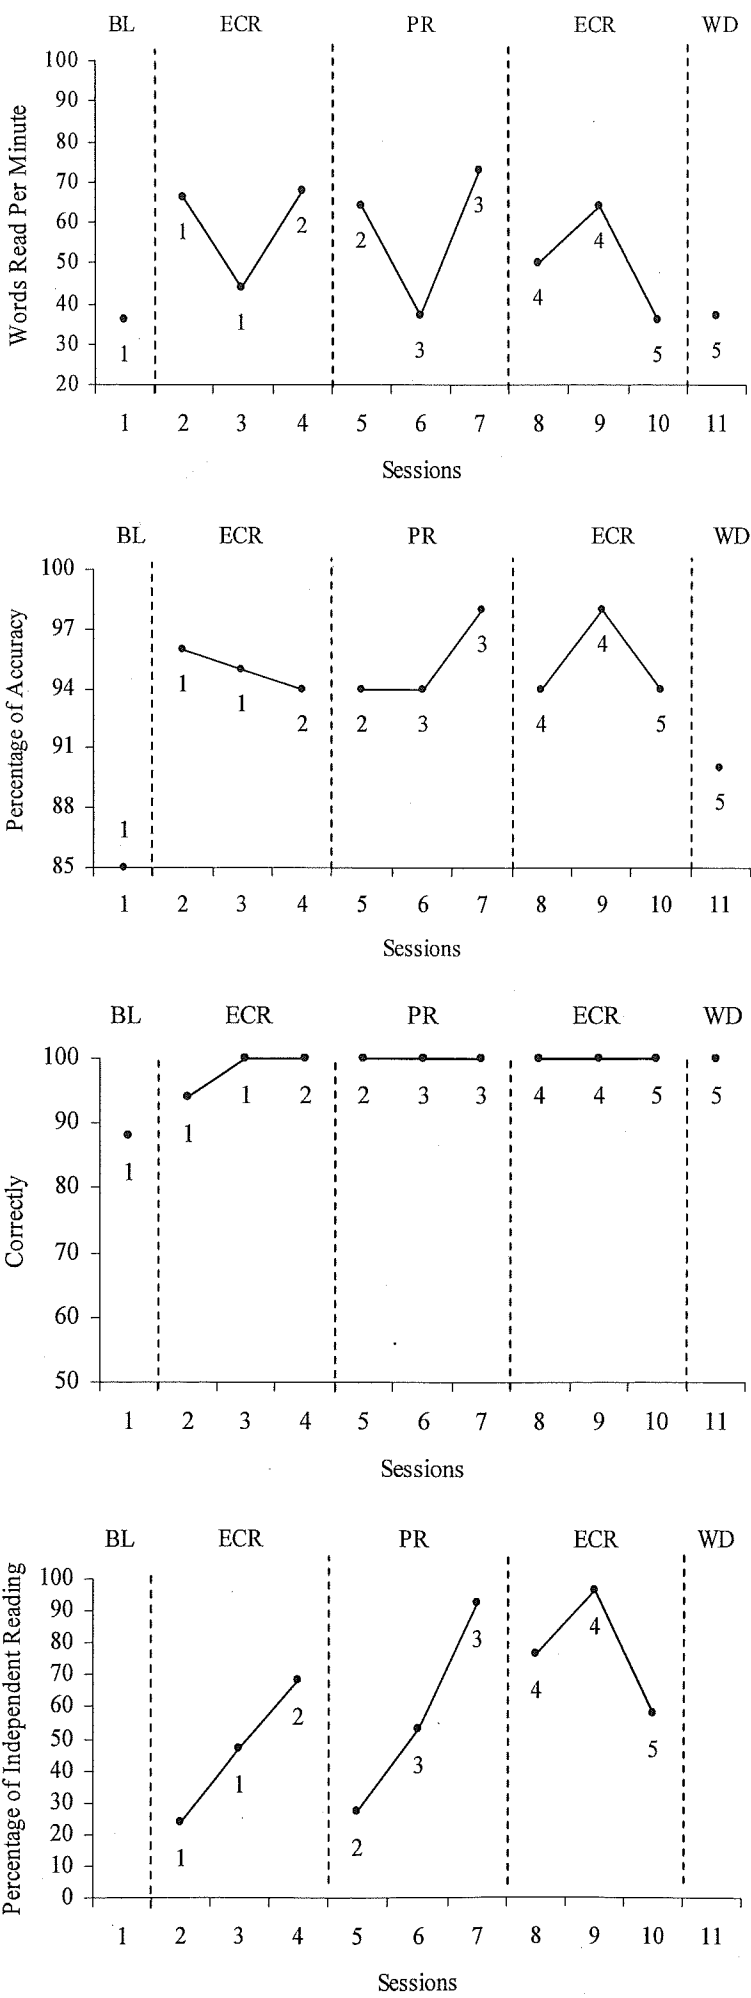 BL ECR PR ECR WD
Words Read Per Minute
100
90
80
70
60
50
40
30
20
1 1 1 2 2 3 3 4 4 5 5
1 2 3 4 5 6 7 8 9 10 11
Sessions
BL ECR PR ECR WD
Percentage of Accuracy
100
97
94
91
88
85
1 1 1 2 2 3 3 4 4 5 5
1 2 3 4 5 6 7 8 9 10 11
Sessions
BL ECR PR ECR WD
Correctly
100
90
80
70
60
50
1 1 1 2 2 3 3 4 4 5 5
1 2 3 4 5 6 7 8 9 10 11
Sessions
BL ECR PR ECR WD
Percentage of Independent Reading
100
90
80
70
60
50
40
30
20
10
0
1 1 2 2 3 3 4 4 5
1 2 3 4 5 6 7 8 9 10 11
Sessions